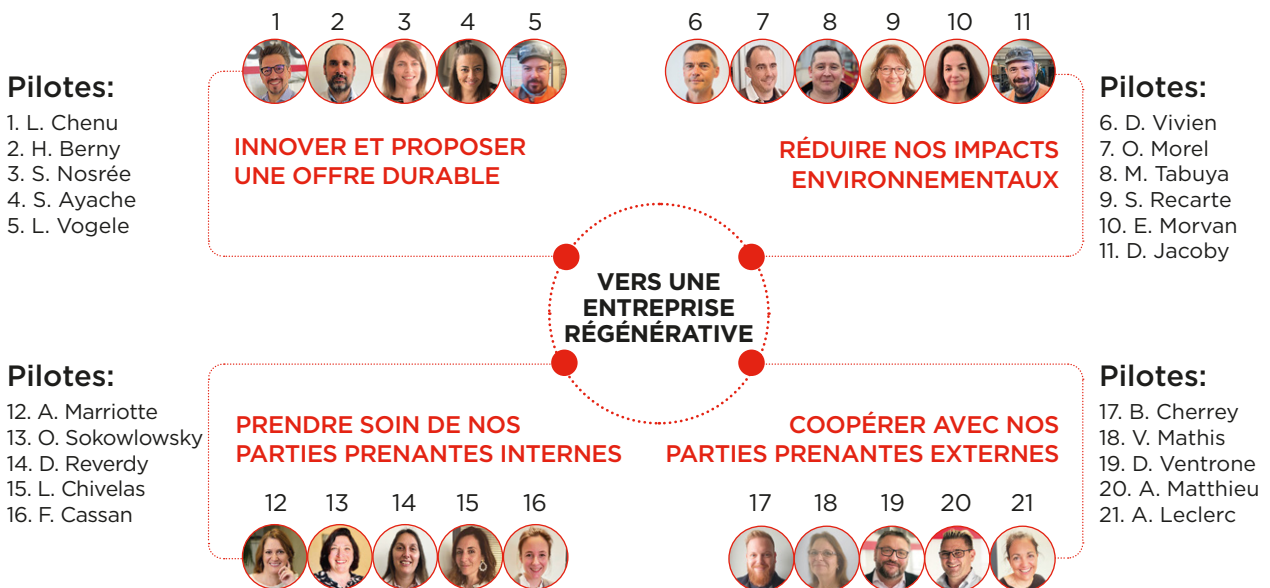 1 2 3 4 5
Pilotes:
1. L. Chenu
2. H. Berny
3. S. Nosrée
4. S. Ayache
5. L. Vogele
INNOVER ET PROPOSER
UNE OFFRE DURABLE
6 7 8 9 10 11
RÉDUIRE NOS IMPACTS
ENVIRONNEMENTAUX
Pilotes:
6. D. Vivien
7. O. Morel
8. M. Tabuya
9. S. Recarte
10. E. Morvan
11. D. Jacoby
VERS UNE
ENTREPRISE
RÉGÉNÉRATIVE
Pilotes:
12. A. Marriotte
13. O. Sokowlowsky
14. D. Reverdy
15. L. Chivelas
16. F. Cassan
PRENDRE SOIN DE NOS
PARTIES PRENANTES INTERNES
12 13 14 15 16
COOPÉRER AVEC NOS
PARTIES PRENANTES EXTERNES
17 18 19 20 21
Pilotes:
17. B. Cherrey
18. V. Mathis
19. D. Ventrone
20. A. Matthieu
21. A. Leclerc